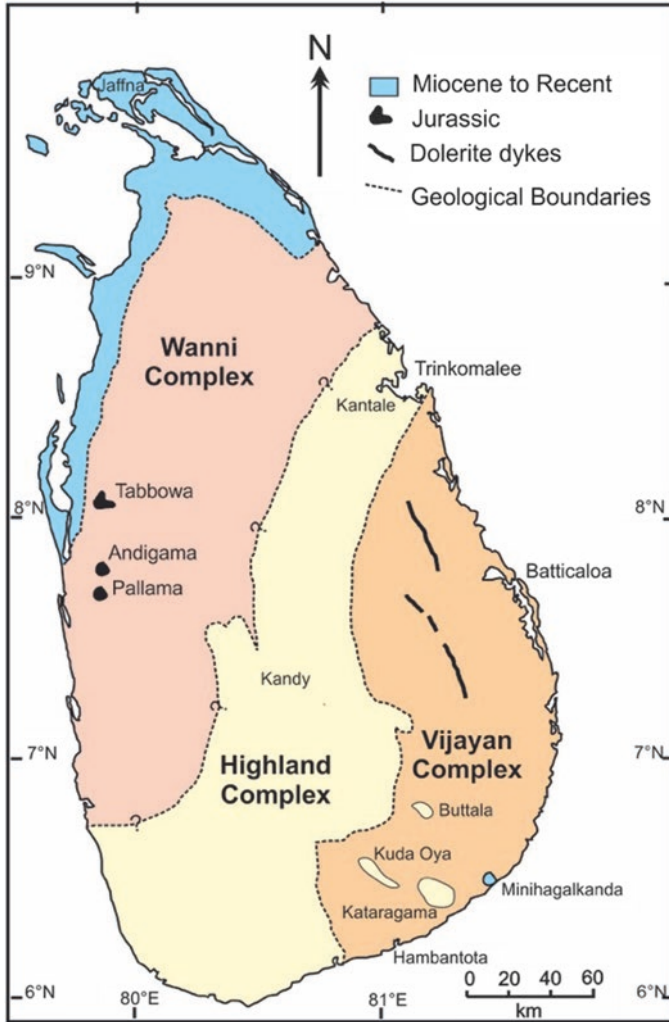 Jaffna
N
Miocene to Recent
Jurassic
Dolerite dykes
Geological Boundaries
9°N
Wanni
Complex
?
Trinkomalee
Kantale
8°N
Tabbowa
?
8°N
Andigama
Pallama
Batticaloa
Kandy
?
7°N
Highland
Complex
Vijayan
Complex
7°N
?
Buttala
Kuda Oya
Minihagalkanda
Kataragama
Hambantota
6°N
80°E
81°E
0 20 40 60
km
6°N